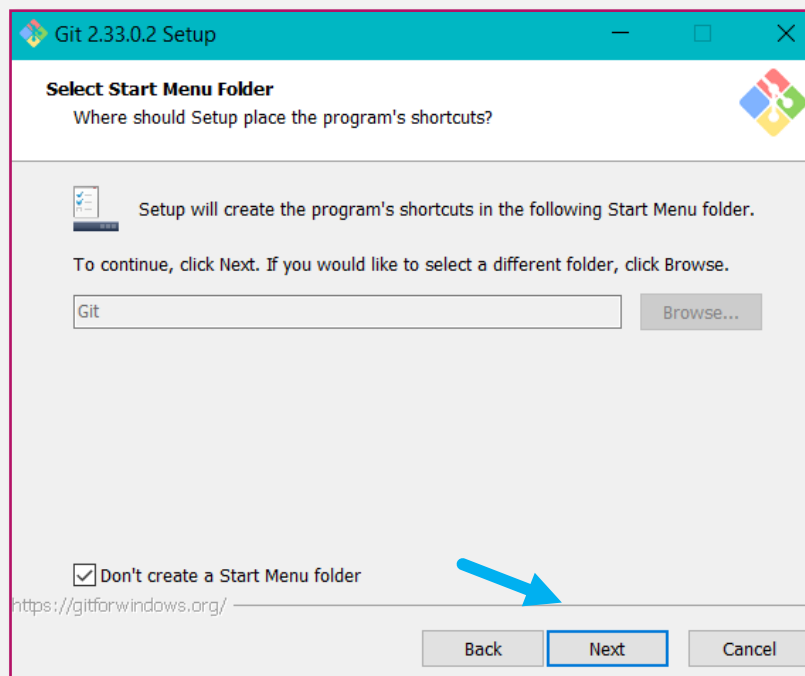 Git 2.33.0.2 Setup
Select Start Menu Folder
Where should Setup place the program's shortcuts?
Setup will create the program's shortcuts in the following Start Menu folder.
To continue, click Next. If you would like to select a different folder, click Browse.
Git
Browse...
Don't create a Start Menu folder
https://gitforwindows.org/
Back
Next
Cancel